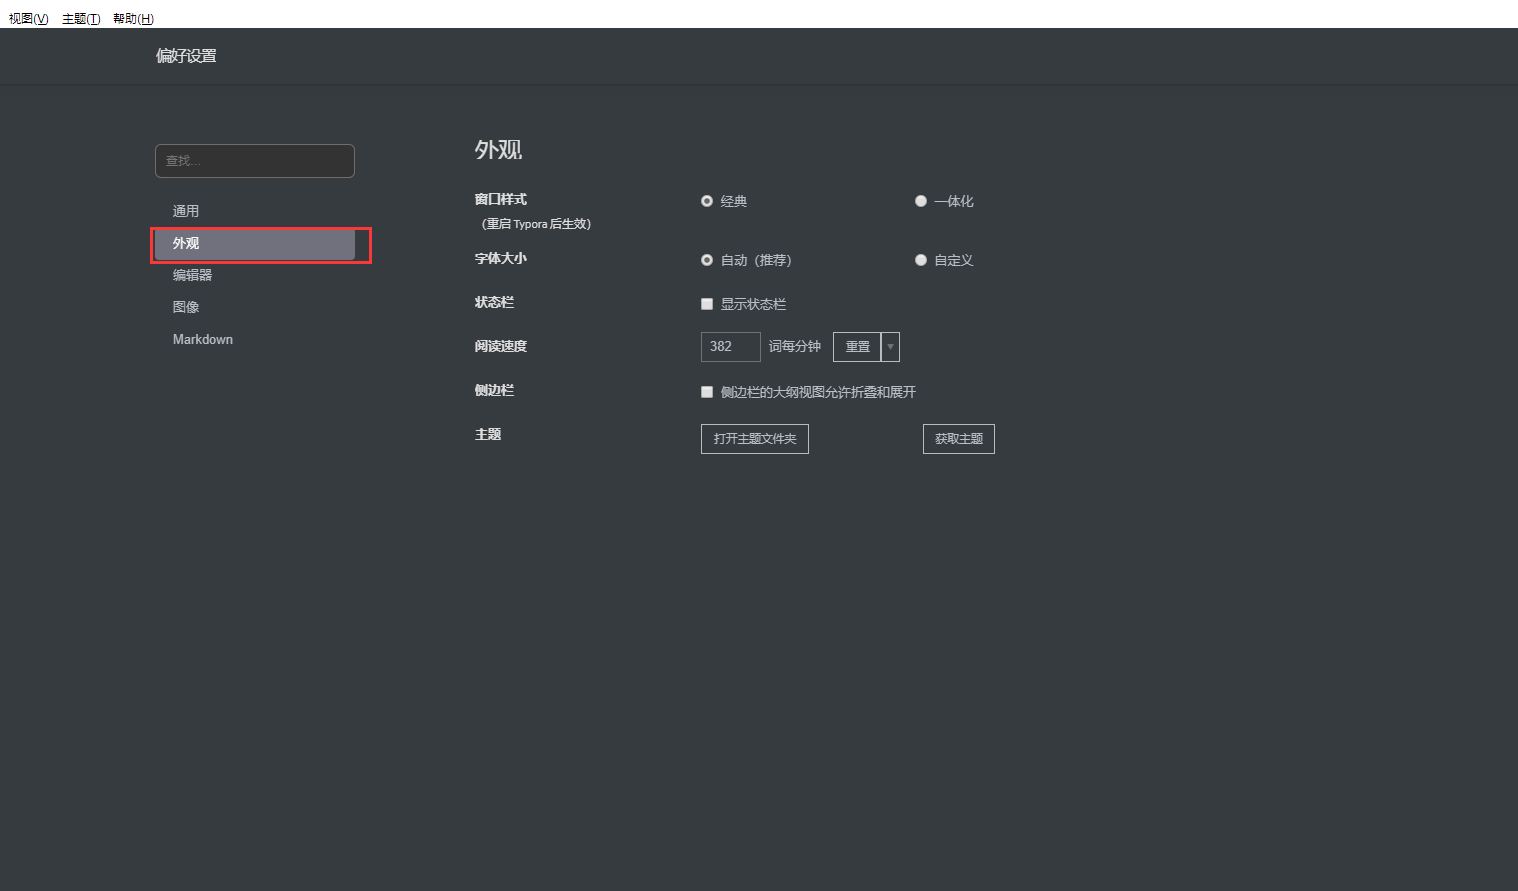 视图(V) 主题(T) 帮助(H)
偏好设置
查找...
通用
外观
编辑器
图像
Markdown
外观
窗口样式 经典 一体化
（重启 Typora 后生效）
字体大小 自动（推荐） 自定义
状态栏 显示状态栏
阅读速度 382 词每分钟 重置
侧边栏 侧边栏的大纲视图允许折叠和展开
主题 打开主题文件夹 获取主题